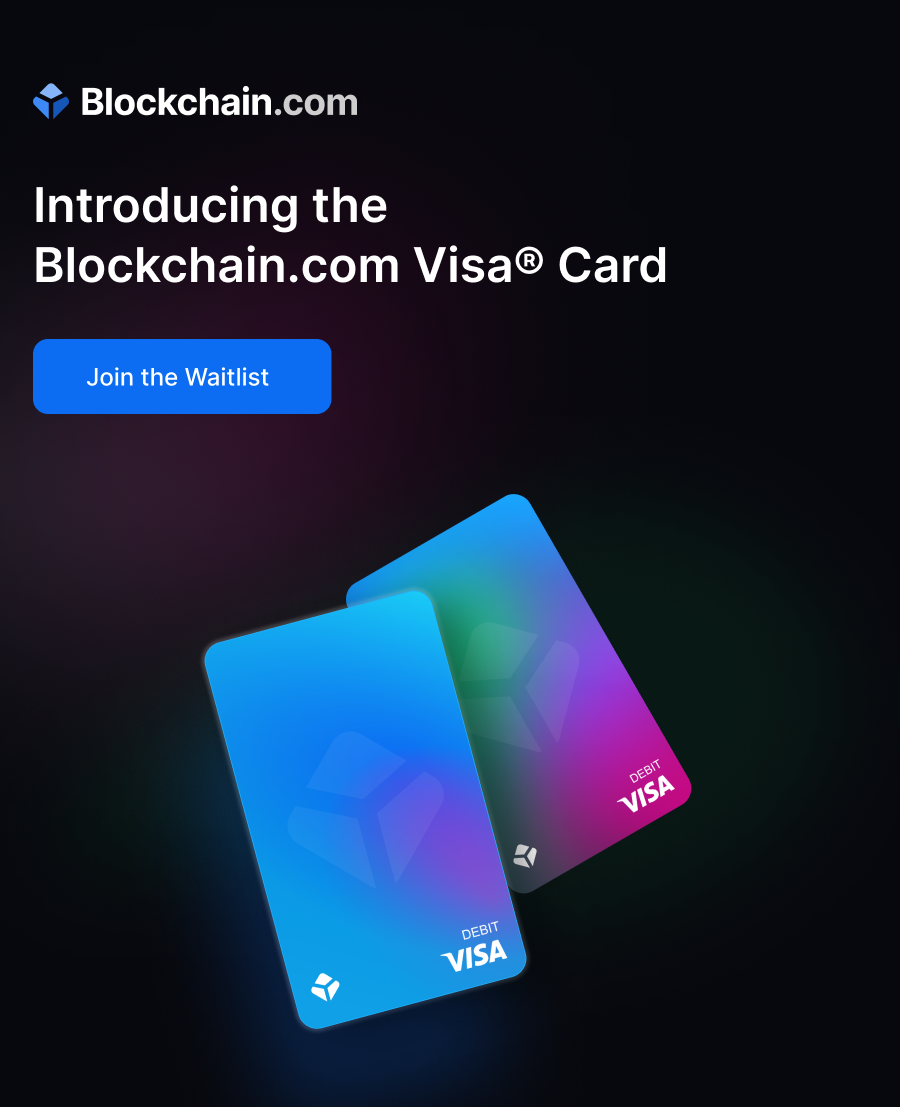 Blockchain.com
Introducing the
Blockchain.com Visa® Card
Join the Waitlist
DEBIT
VISA
DEBIT
VISA